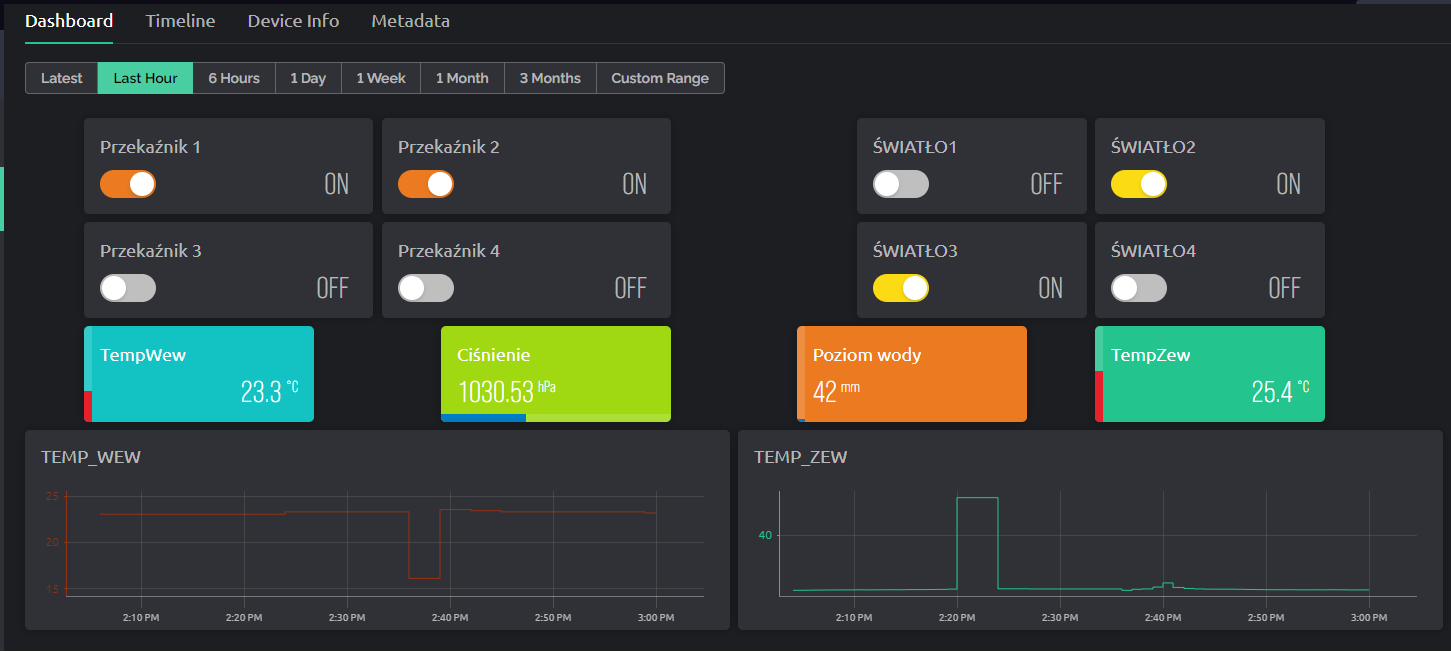 Dashboard Timeline Device Info Metadata
Latest Last Hour 6 Hours 1 Day 1 Week 1 Month 3 Months Custom Range
Przekaźnik 1 Przekaźnik 2 ŚWIATŁO1 ŚWIATŁO2
ON ON OFF ON
Przekaźnik 3 Przekaźnik 4 ŚWIATŁO3 ŚWIATŁO4
OFF OFF ON OFF
TempWew Ciśnienie Poziom wody TempZew
23.3 °C 1030.53 hPa 42 mm 25.4 °C
TEMP_WEW TEMP_ZEW
25
40
20
15
2:10 PM 2:20 PM 2:30 PM 2:40 PM 2:50 PM 3:00 PM 2:10 PM 2:20 PM 2:30 PM 2:40 PM 2:50 PM 3:00 PM